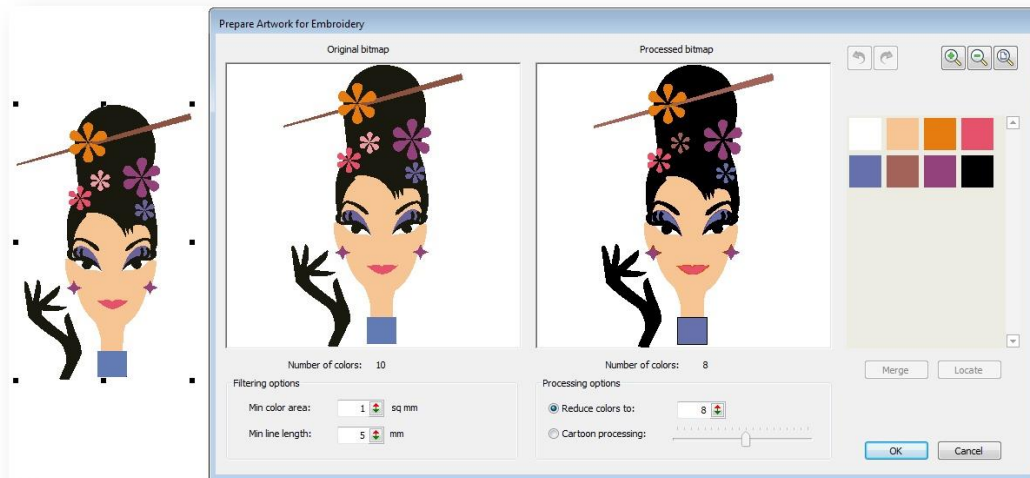 Prepare Artwork for Embroidery
Original bitmap
Processed bitmap
Number of colors: 10
Number of colors: 8
Filtering options
Min color area: 1 sq mm
Min line length: 5 mm
Processing options
Reduce colors to: 8
Cartoon processing:
Merge
Locate
OK
Cancel